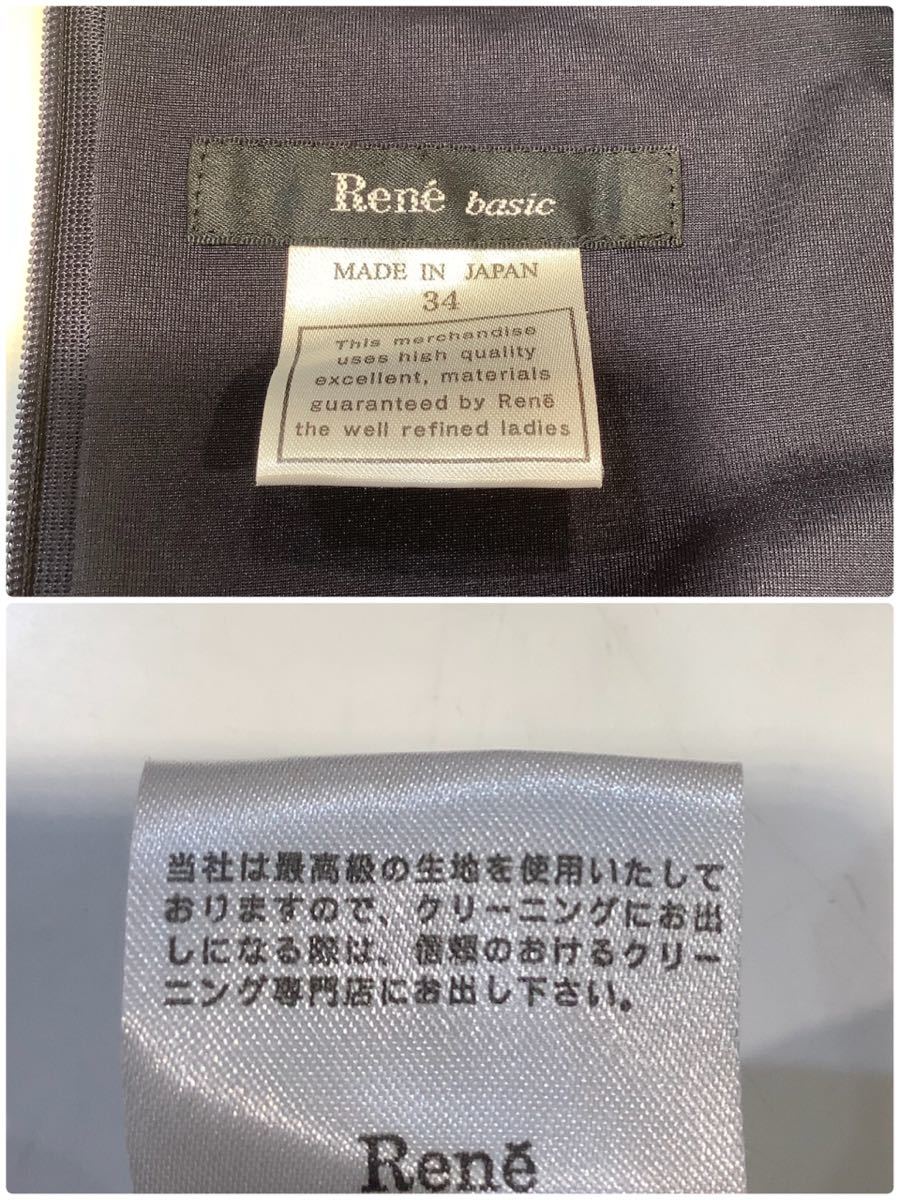 René basic
MADE IN JAPAN
34
This merchandise
uses high quality
excellent, materials
guaranteed by René
the well refined ladies
当社は最高級の生地を使用いたして
おりますので、クリーニングにお出
しになる際は、信頼のおけるクリー
ニング専門店にお出し下さい。
René